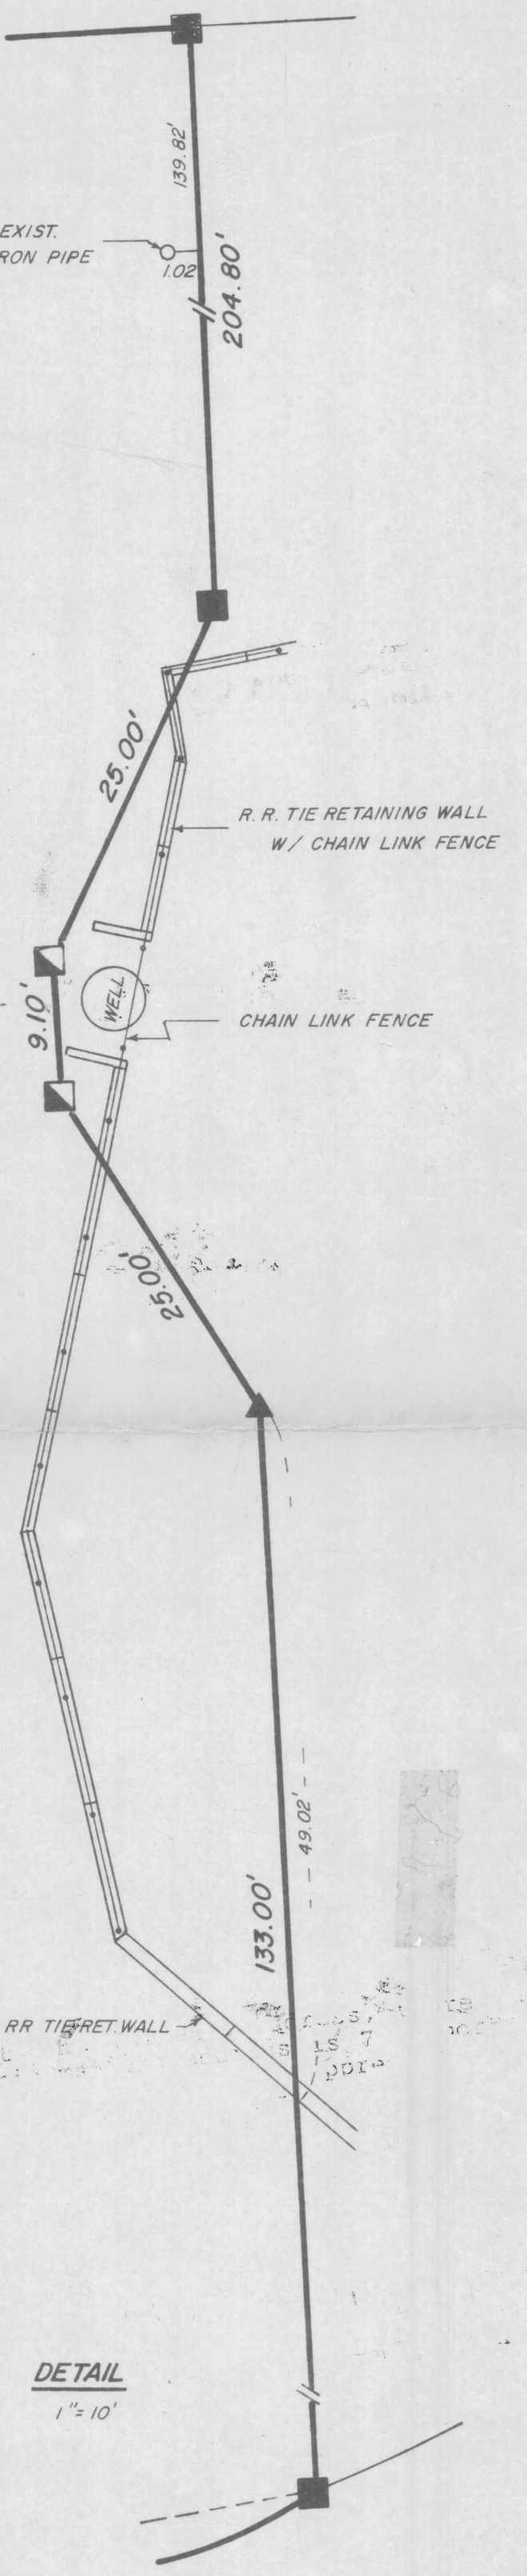 139.82'
EXIST.
RON PIPE
1.02
204.80'
25.00'
R. R. TIE RETAINING WALL
W/ CHAIN LINK FENCE
WELL
9.10'
CHAIN LINK FENCE
25.00'
49.02'
133.00'
RR TIE RET. WALL
DETAIL
1"=10'